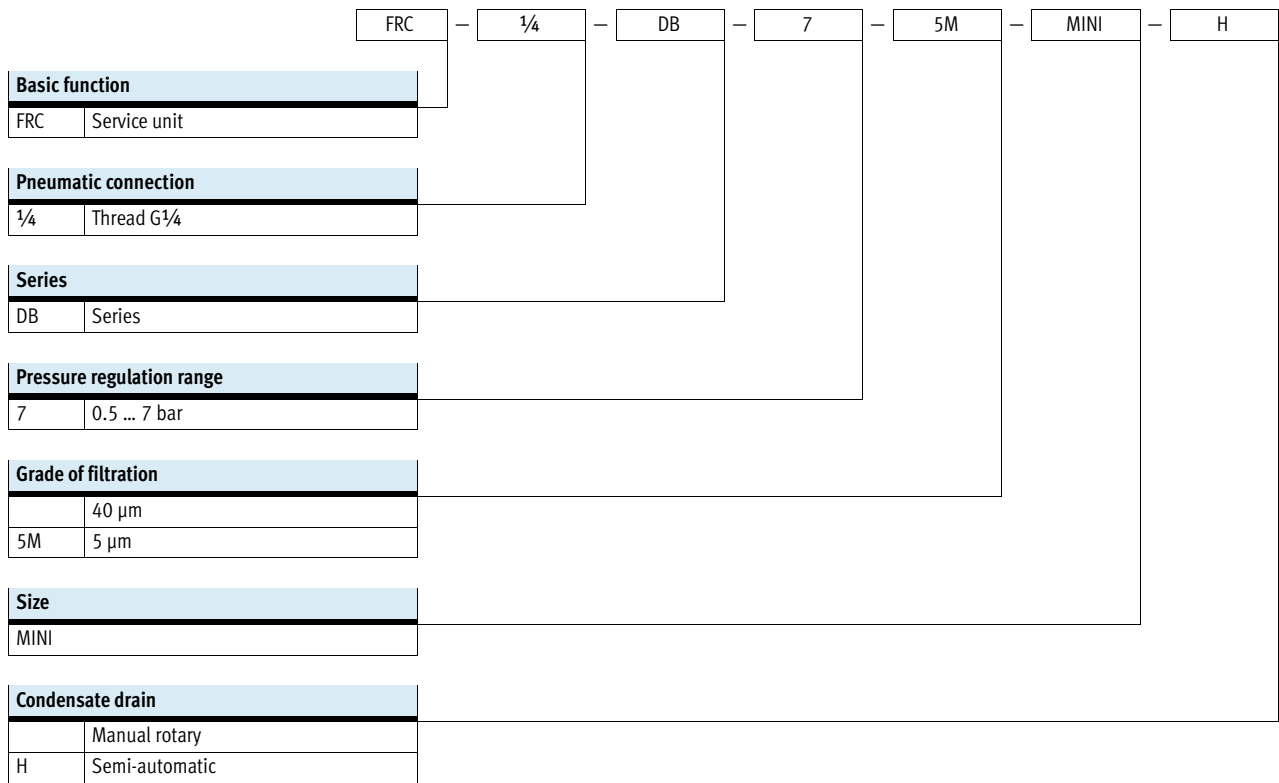 FRC — ¼ — DB — 7 — 5M — MINI — H
Basic function
FRC Service unit
Pneumatic connection
¼ Thread G¼
Series
DB Series
Pressure regulation range
7 0.5 ... 7 bar
Grade of filtration
40 µm
5M 5 µm
Size
MINI
Condensate drain
Manual rotary
H Semi-automatic